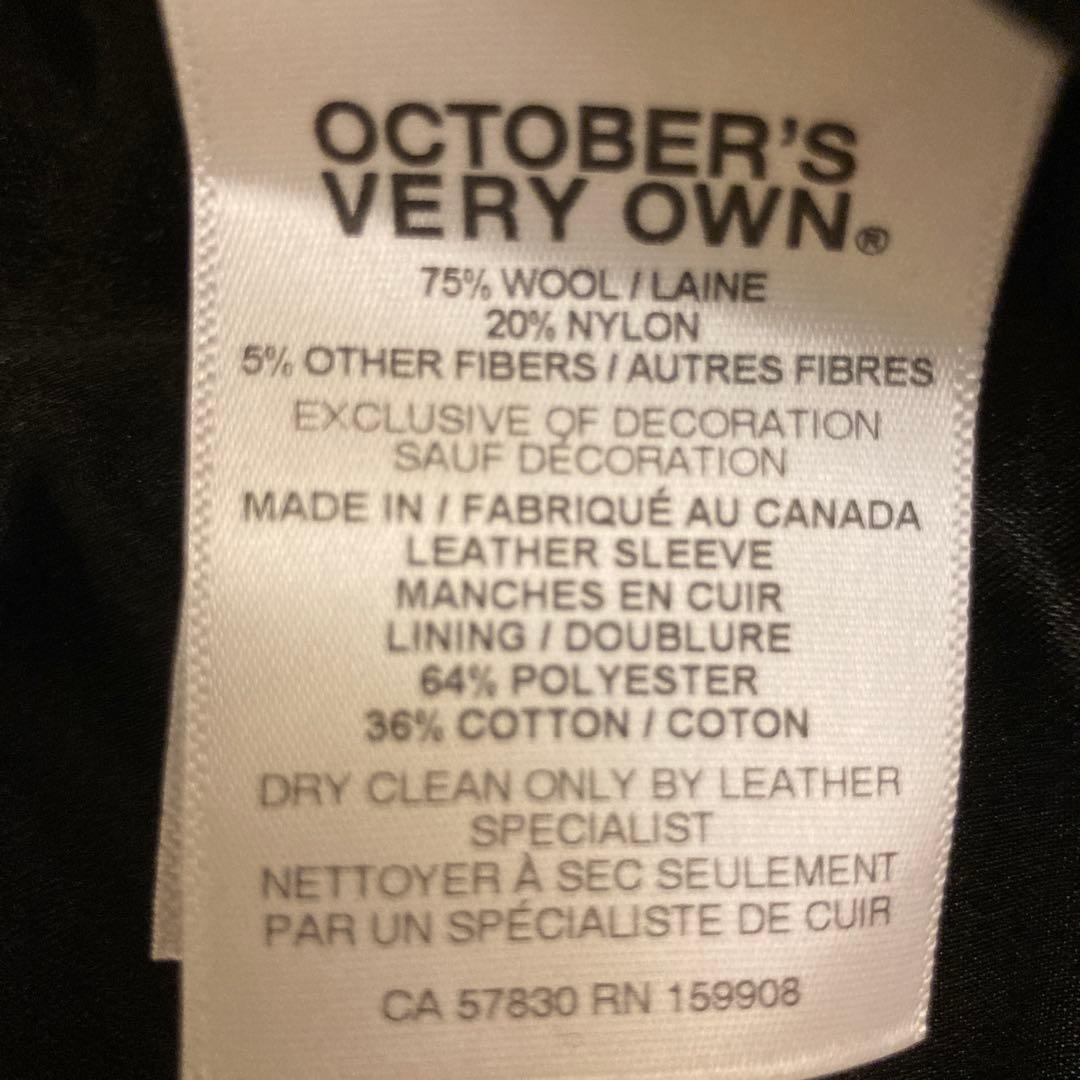 OCTOBER'S
VERY OWN®
75% WOOL / LAINE
20% NYLON
5% OTHER FIBERS / AUTRES FIBRES
EXCLUSIVE OF DECORATION
SAUF DÉCORATION
MADE IN / FABRIQUÉ AU CANADA
LEATHER SLEEVE
MANCHES EN CUIR
LINING / DOUBLURE
64% POLYESTER
36% COTTON / COTON
DRY CLEAN ONLY BY LEATHER
SPECIALIST
NETTOYER À SEC SEULEMENT
PAR UN SPÉCIALISTE DE CUIR
CA 57830 RN 159908